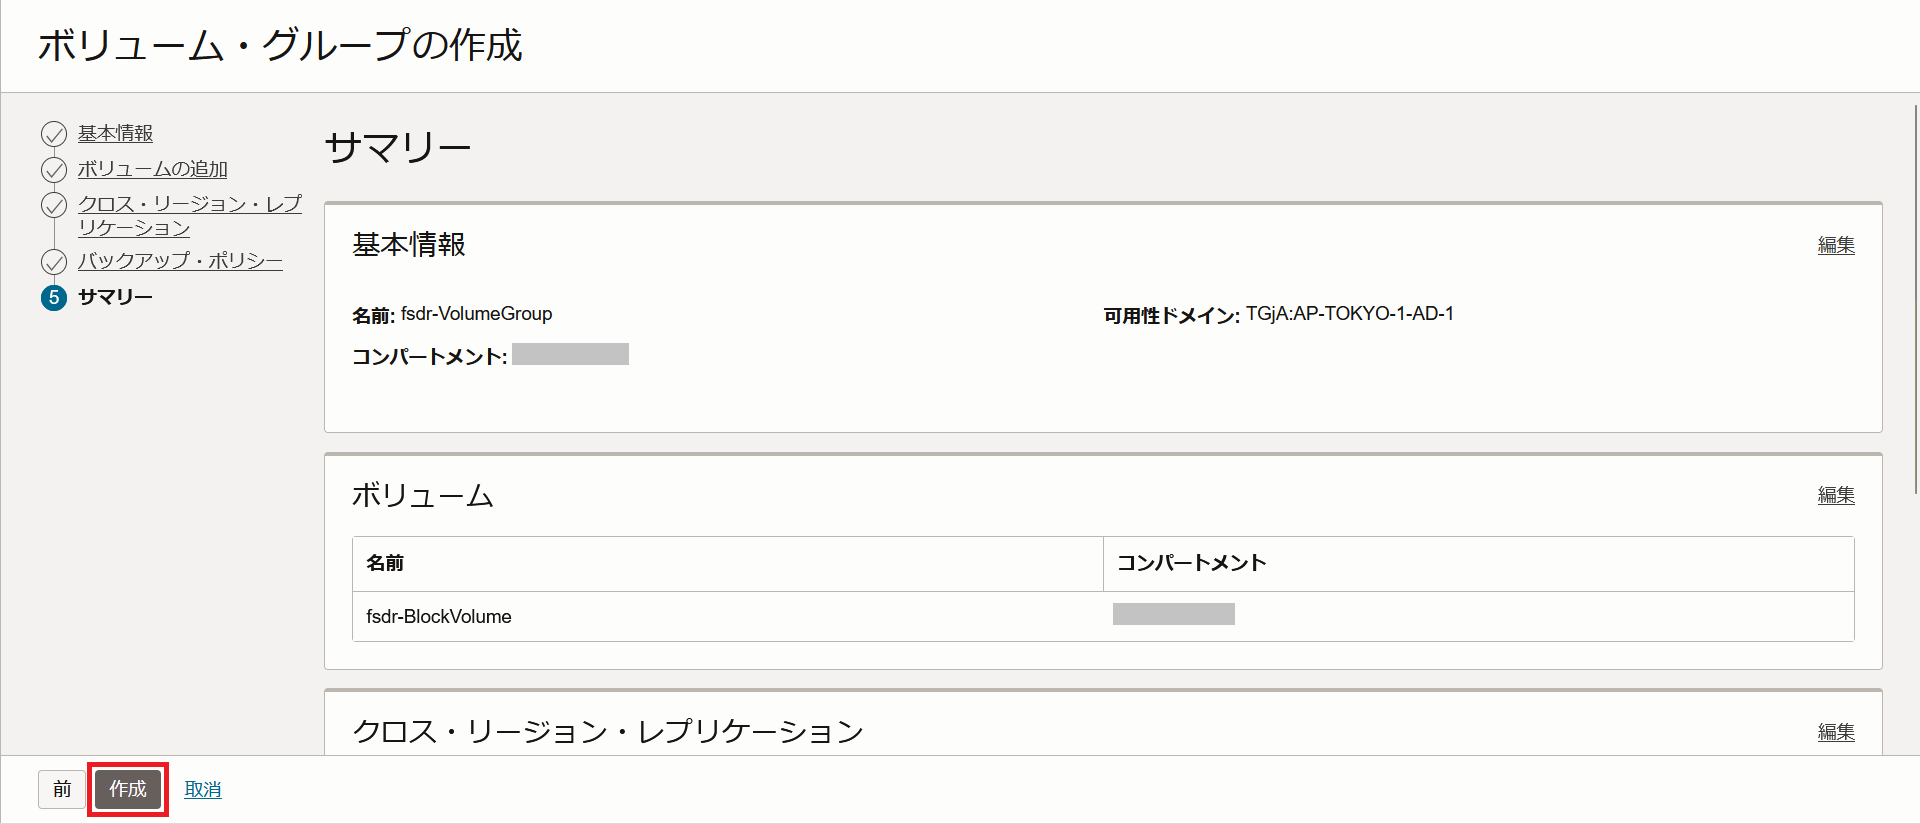 ボリューム・グループの作成
基本情報
ボリュームの追加
クロス・リージョン・レプ
リケーション
バックアップ・ポリシー
5 サマリー
サマリー
基本情報
編集
名前: fsdr-VolumeGroup
可用性ドメイン: TGjA:AP-TOKYO-1-AD-1
コンパートメント:
ボリューム
編集
名前
コンパートメント
fsdr-BlockVolume
クロス・リージョン・レプリケーション
編集
前
作成
取消